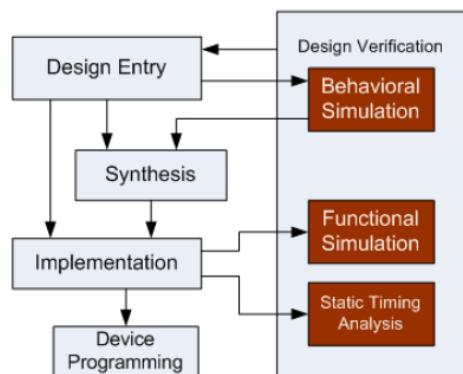 Design Verification
Design Entry
Behavioral
Simulation
Synthesis
Functional
Simulation
Implementation
Static Timing
Analysis
Device
Programming